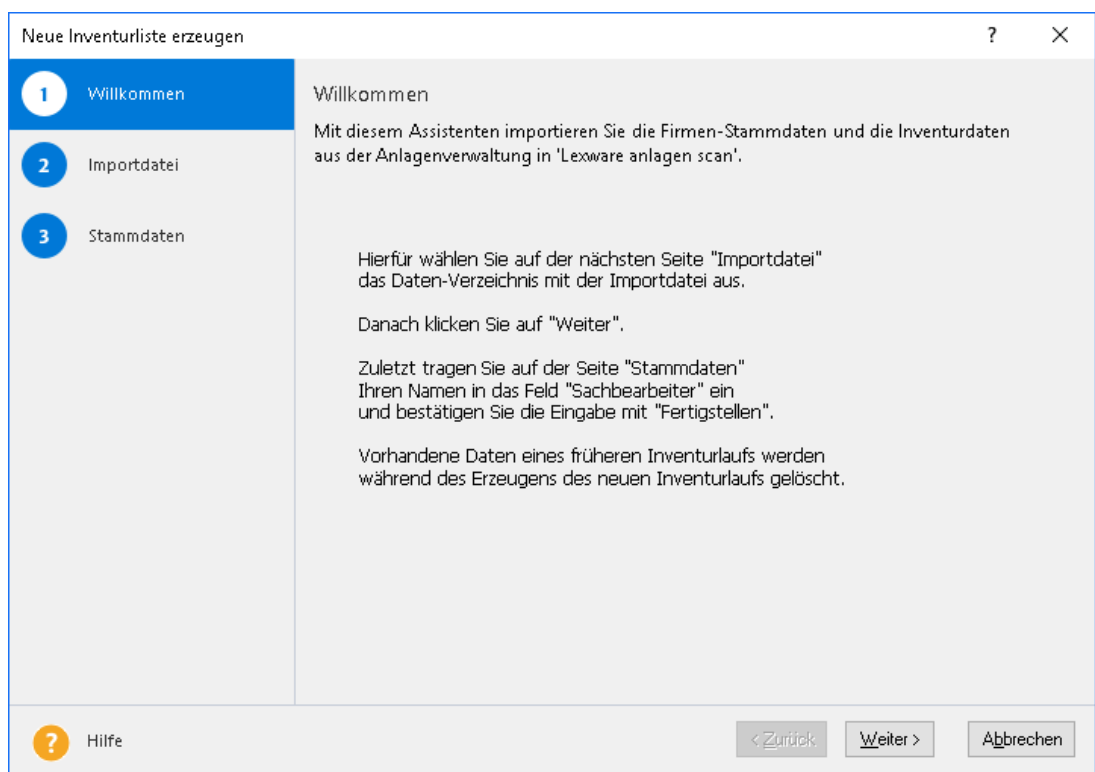 Neue Inventurliste erzeugen
?
1 Willkommen
2 Importdatei
3 Stammdaten
Willkommen
Mit diesem Assistenten importieren Sie die Firmen-Stammdaten und die Inventurdaten
aus der Anlagenverwaltung in 'Lexware anlagen scan'.
Hierfür wählen Sie auf der nächsten Seite "Importdatei"
das Daten-Verzeichnis mit der Importdatei aus.
Danach klicken Sie auf "Weiter".
Zuletzt tragen Sie auf der Seite "Stammdaten"
Ihren Namen in das Feld "Sachbearbeiter" ein
und bestätigen Sie die Eingabe mit "Fertigstellen".
Vorhandene Daten eines früheren Inventurlaufs werden
während des Erzeugens des neuen Inventurlaufs gelöscht.
? Hilfe
< Zurück
Weiter >
Abbrechen